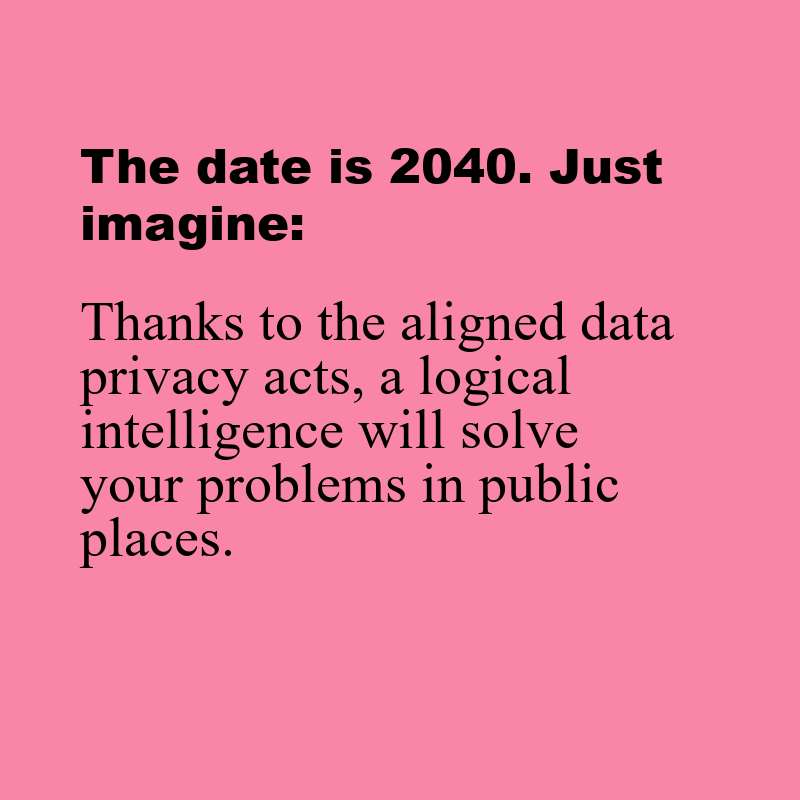 The date is 2040. Just
imagine:
Thanks to the aligned data
privacy acts, a logical
intelligence will solve
your problems in public
places.